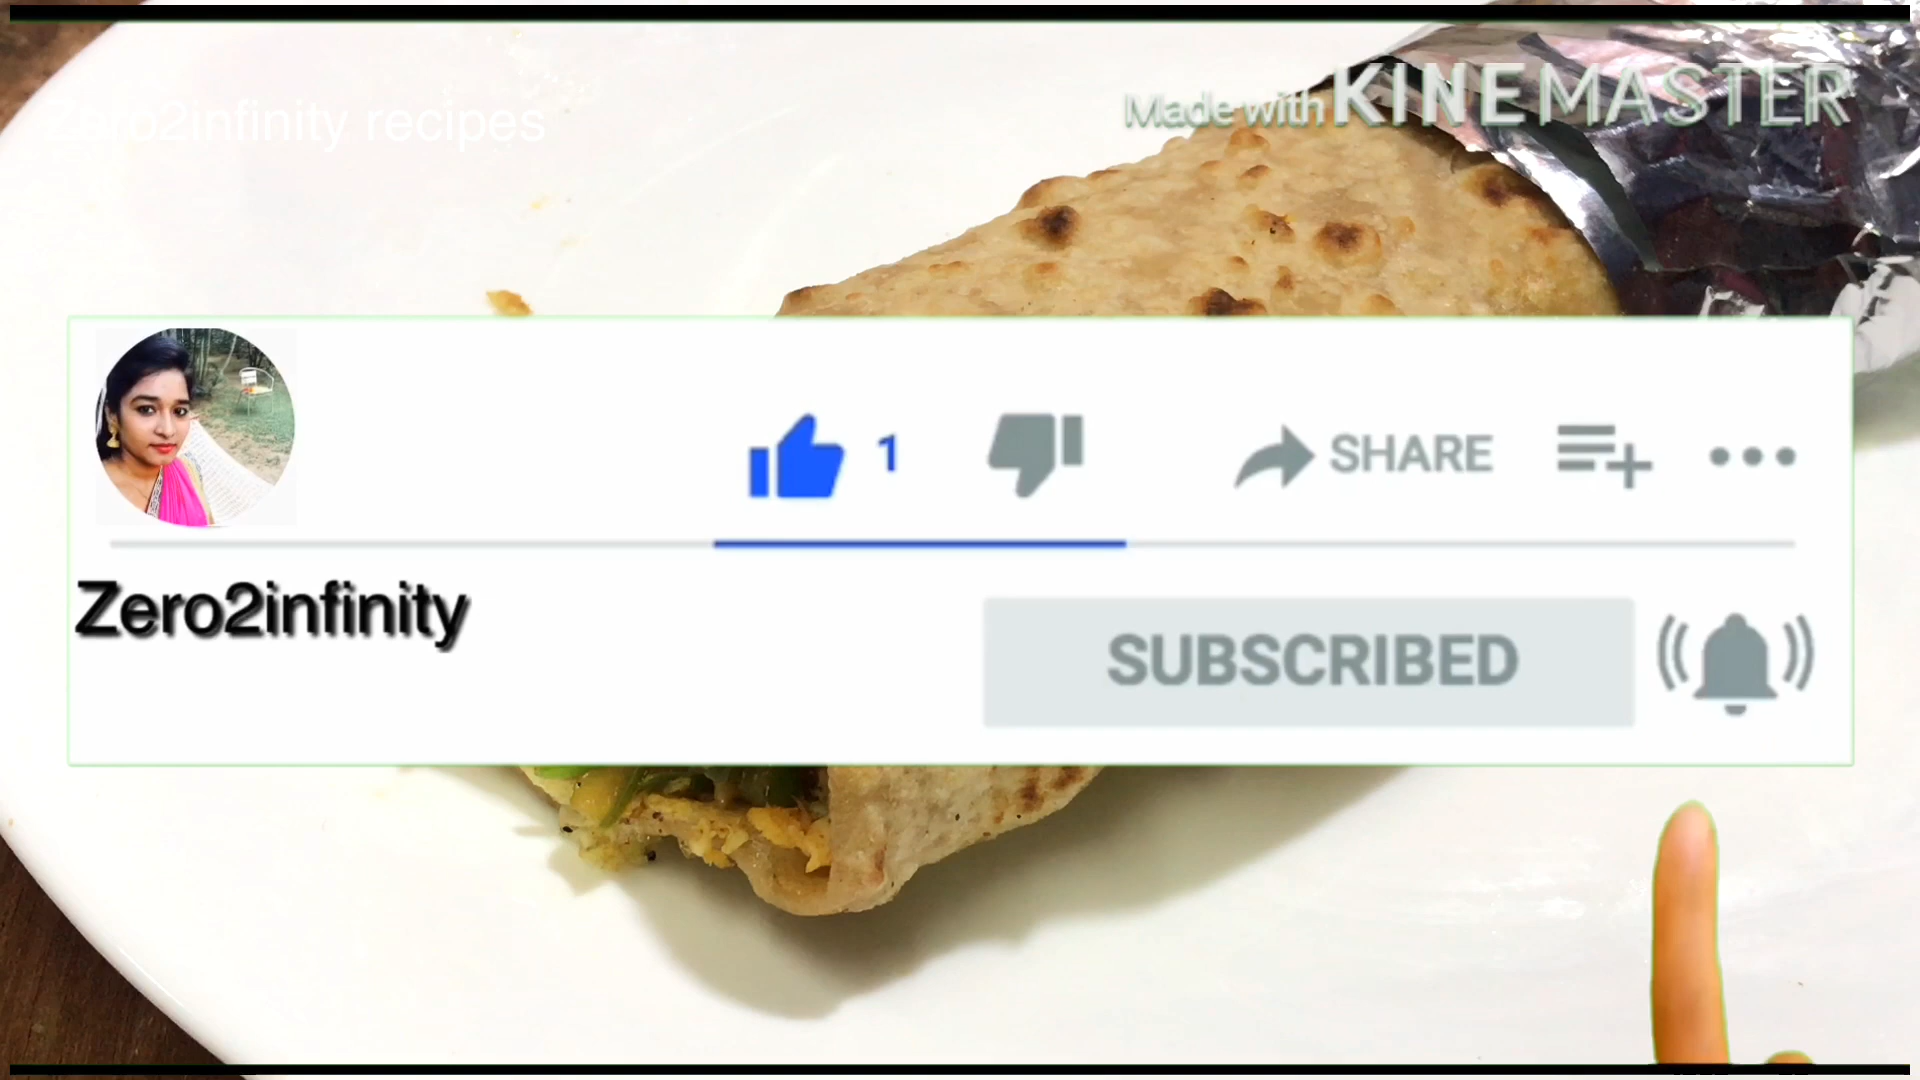 Zero2infinity recipes
Made with KINEMASTER
1
SHARE
Zero2infinity
SUBSCRIBED